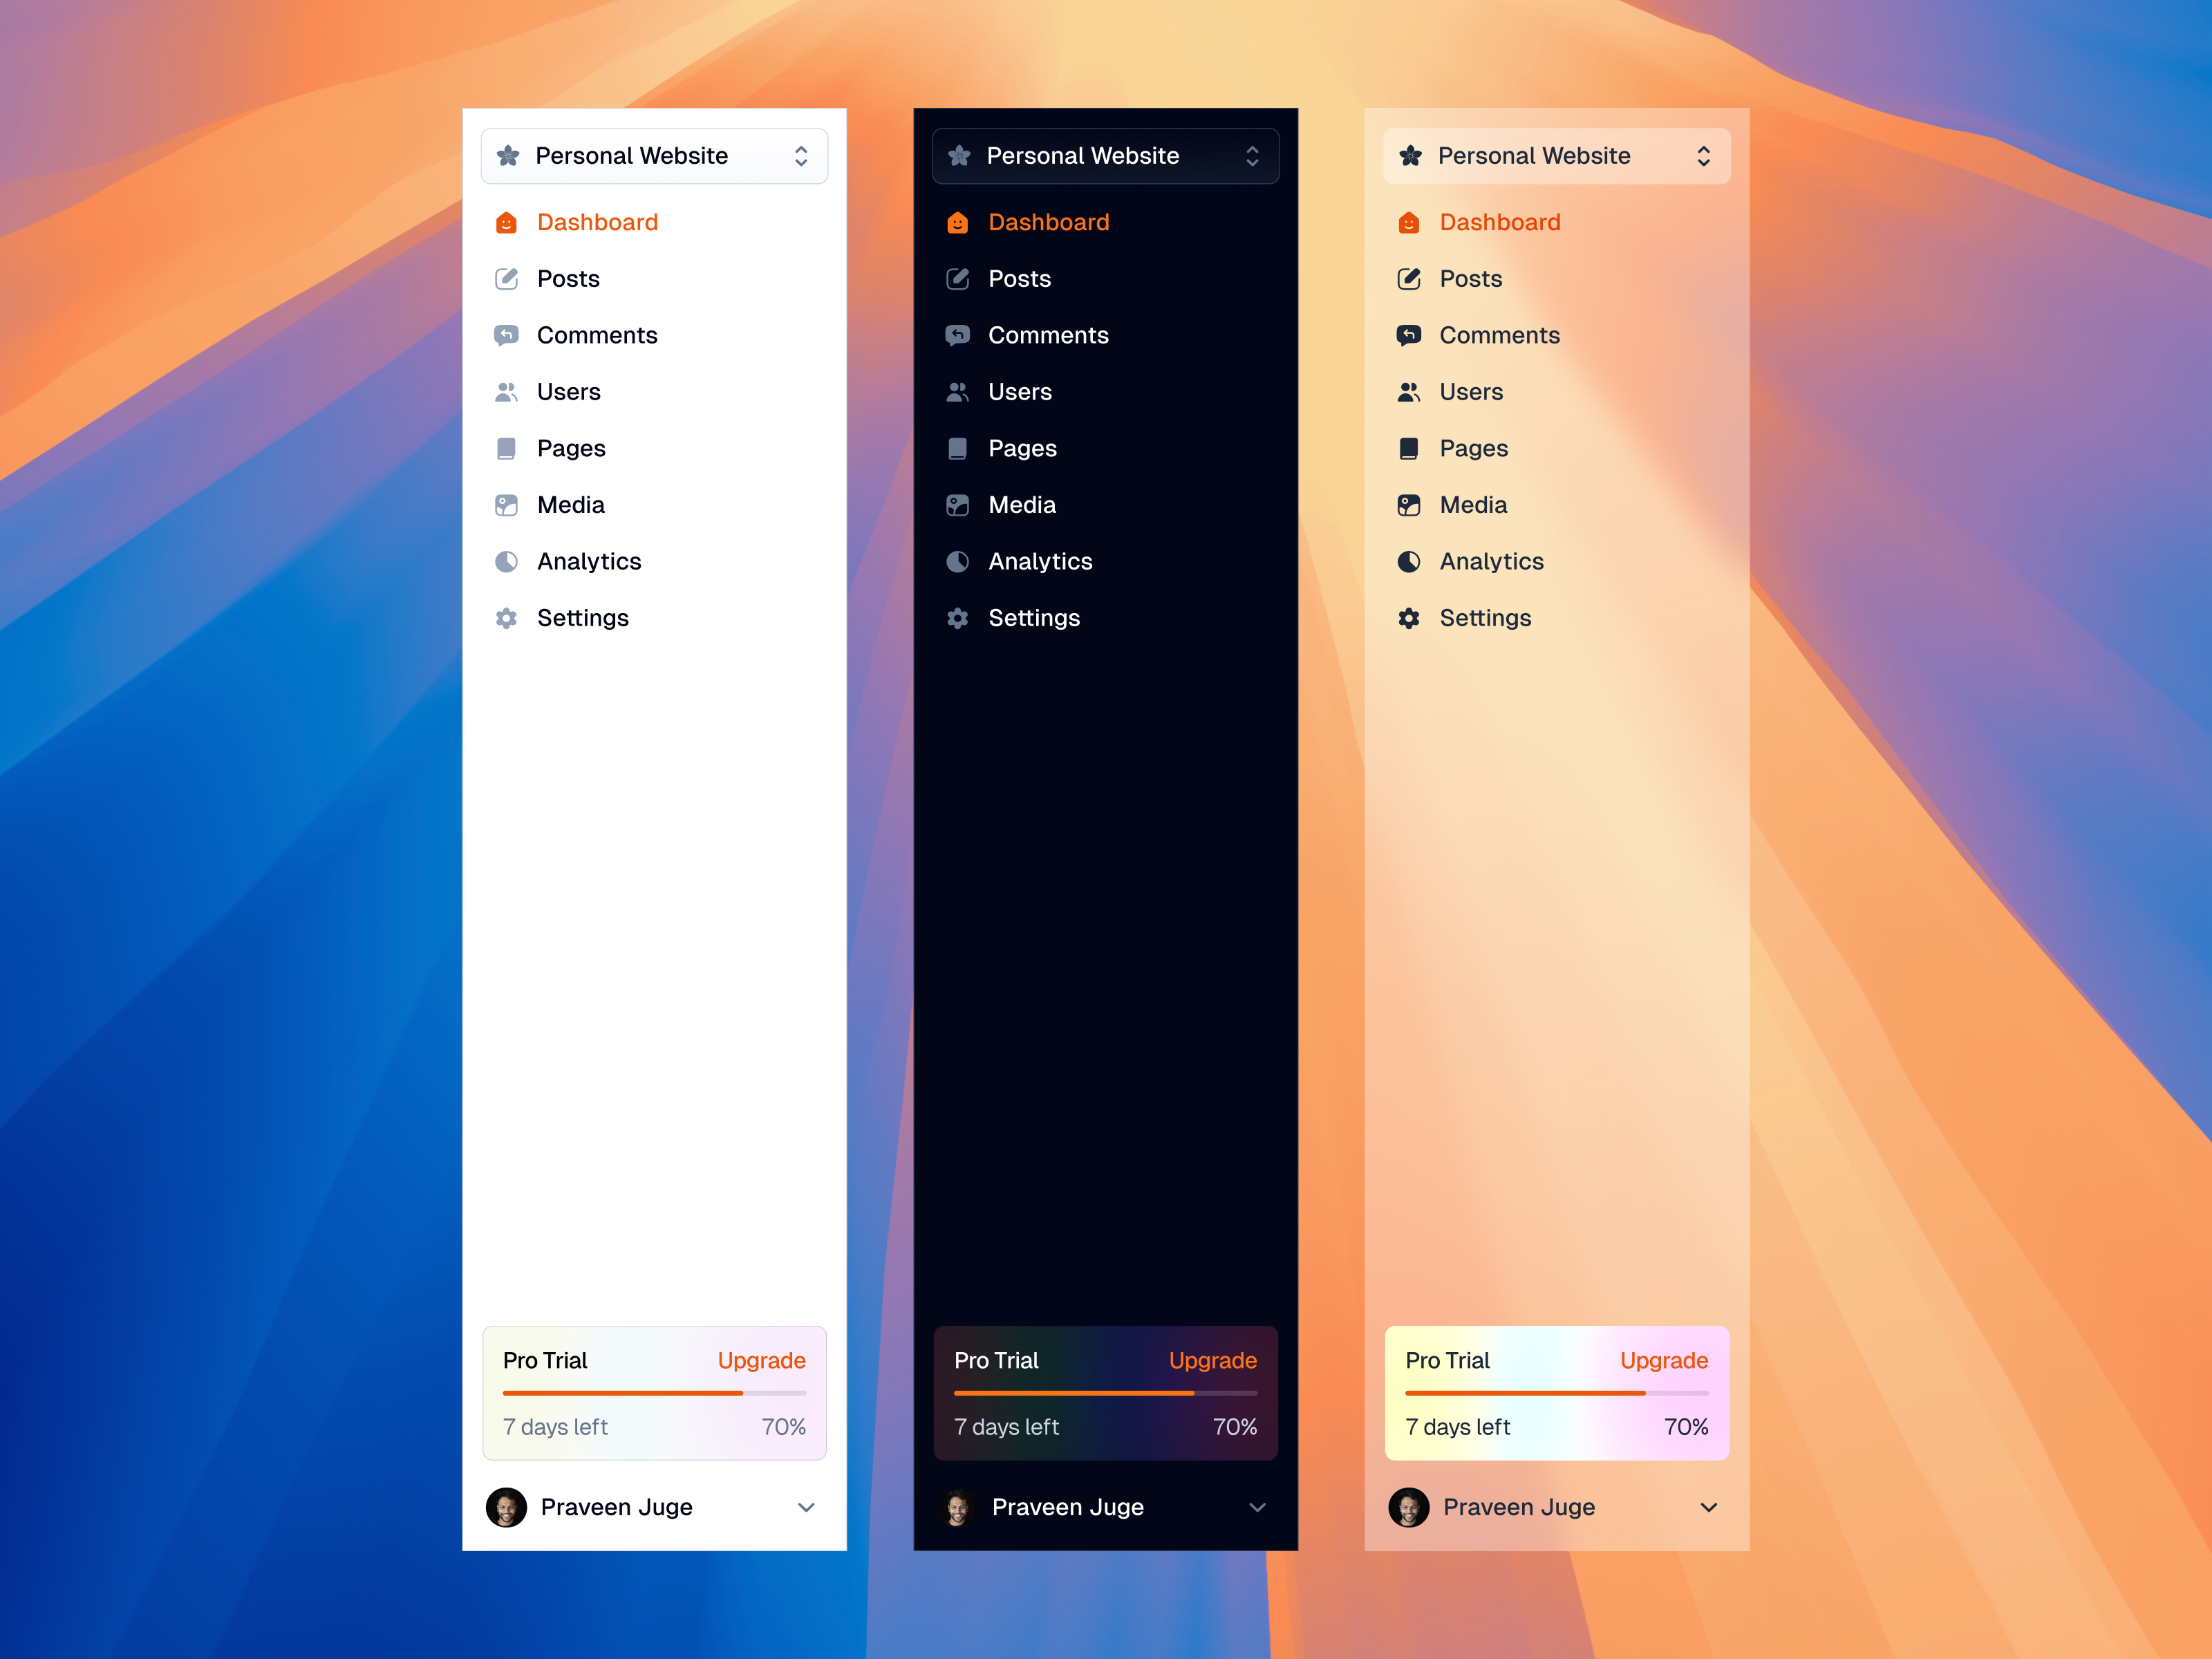 Personal Website
Dashboard
Posts
Comments
Users
Pages
Media
Analytics
Settings
Pro Trial
Upgrade
7 days left
70%
Praveen Juge
Personal Website
Dashboard
Posts
Comments
Users
Pages
Media
Analytics
Settings
Pro Trial
Upgrade
7 days left
70%
Praveen Juge
Personal Website
Dashboard
Posts
Comments
Users
Pages
Media
Analytics
Settings
Pro Trial
Upgrade
7 days left
70%
Praveen Juge